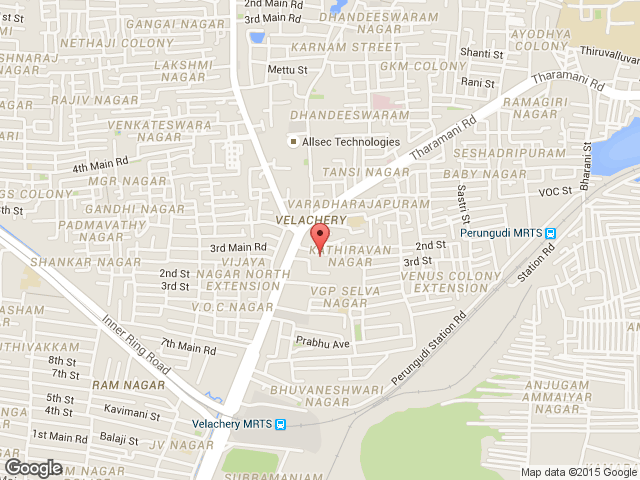 1st St
2nd Main Rd
3rd Main Rd
GANGAI NAGAR
DHANDEESWARAM
NAGAR
NETHAJI COLONY
KARNAM STREET
AYODHYA
COLONY
Shanti St
Thiruvalluvar
LAKSHMI
NAGAR
GKM COLONY
Mettu St
Rani St
Tharamani Rd
RAJIV NAGAR
DHANDEESWARAM
RAMAGIRI
NAGAR
VENKATESWARA
NAGAR
Allsec Technologies
Tharamani Rd
SESHADRIPURAM
4th Main Rd
TANSI NAGAR
BABY NAGAR
Bharani St
MGR NAGAR
GS COLONY
VOC St
Sastri St
GANDHI NAGAR
VARADHARAJAPURAM
VELACHERY
PADMAVATHY
NAGAR
Perungudi MRTS
3rd Main Rd
KATHIRAVAN
NAGAR
2nd St
3rd St
Station Rd
SHANKAR NAGAR
2nd St
3rd St
VIJAYA
NAGAR NORTH
EXTENSION
VENUS COLONY
EXTENSION
VGP SELVA
NAGAR
V.O.C NAGAR
Inner Ring Road
Perungudi Station Rd
Prabhu Ave
7th Main Rd
8th St
7th St
RAM NAGAR
BHUVANESHWARI
NAGAR
ANJUGAM
AMMAIYAR
NAGAR
5th St
4th St
Kavimani St
Velachery MRTS
1st Main Rd
Balaji St
JV NAGAR
SUBRAMANIAM
Google
Map data ©2015 Google